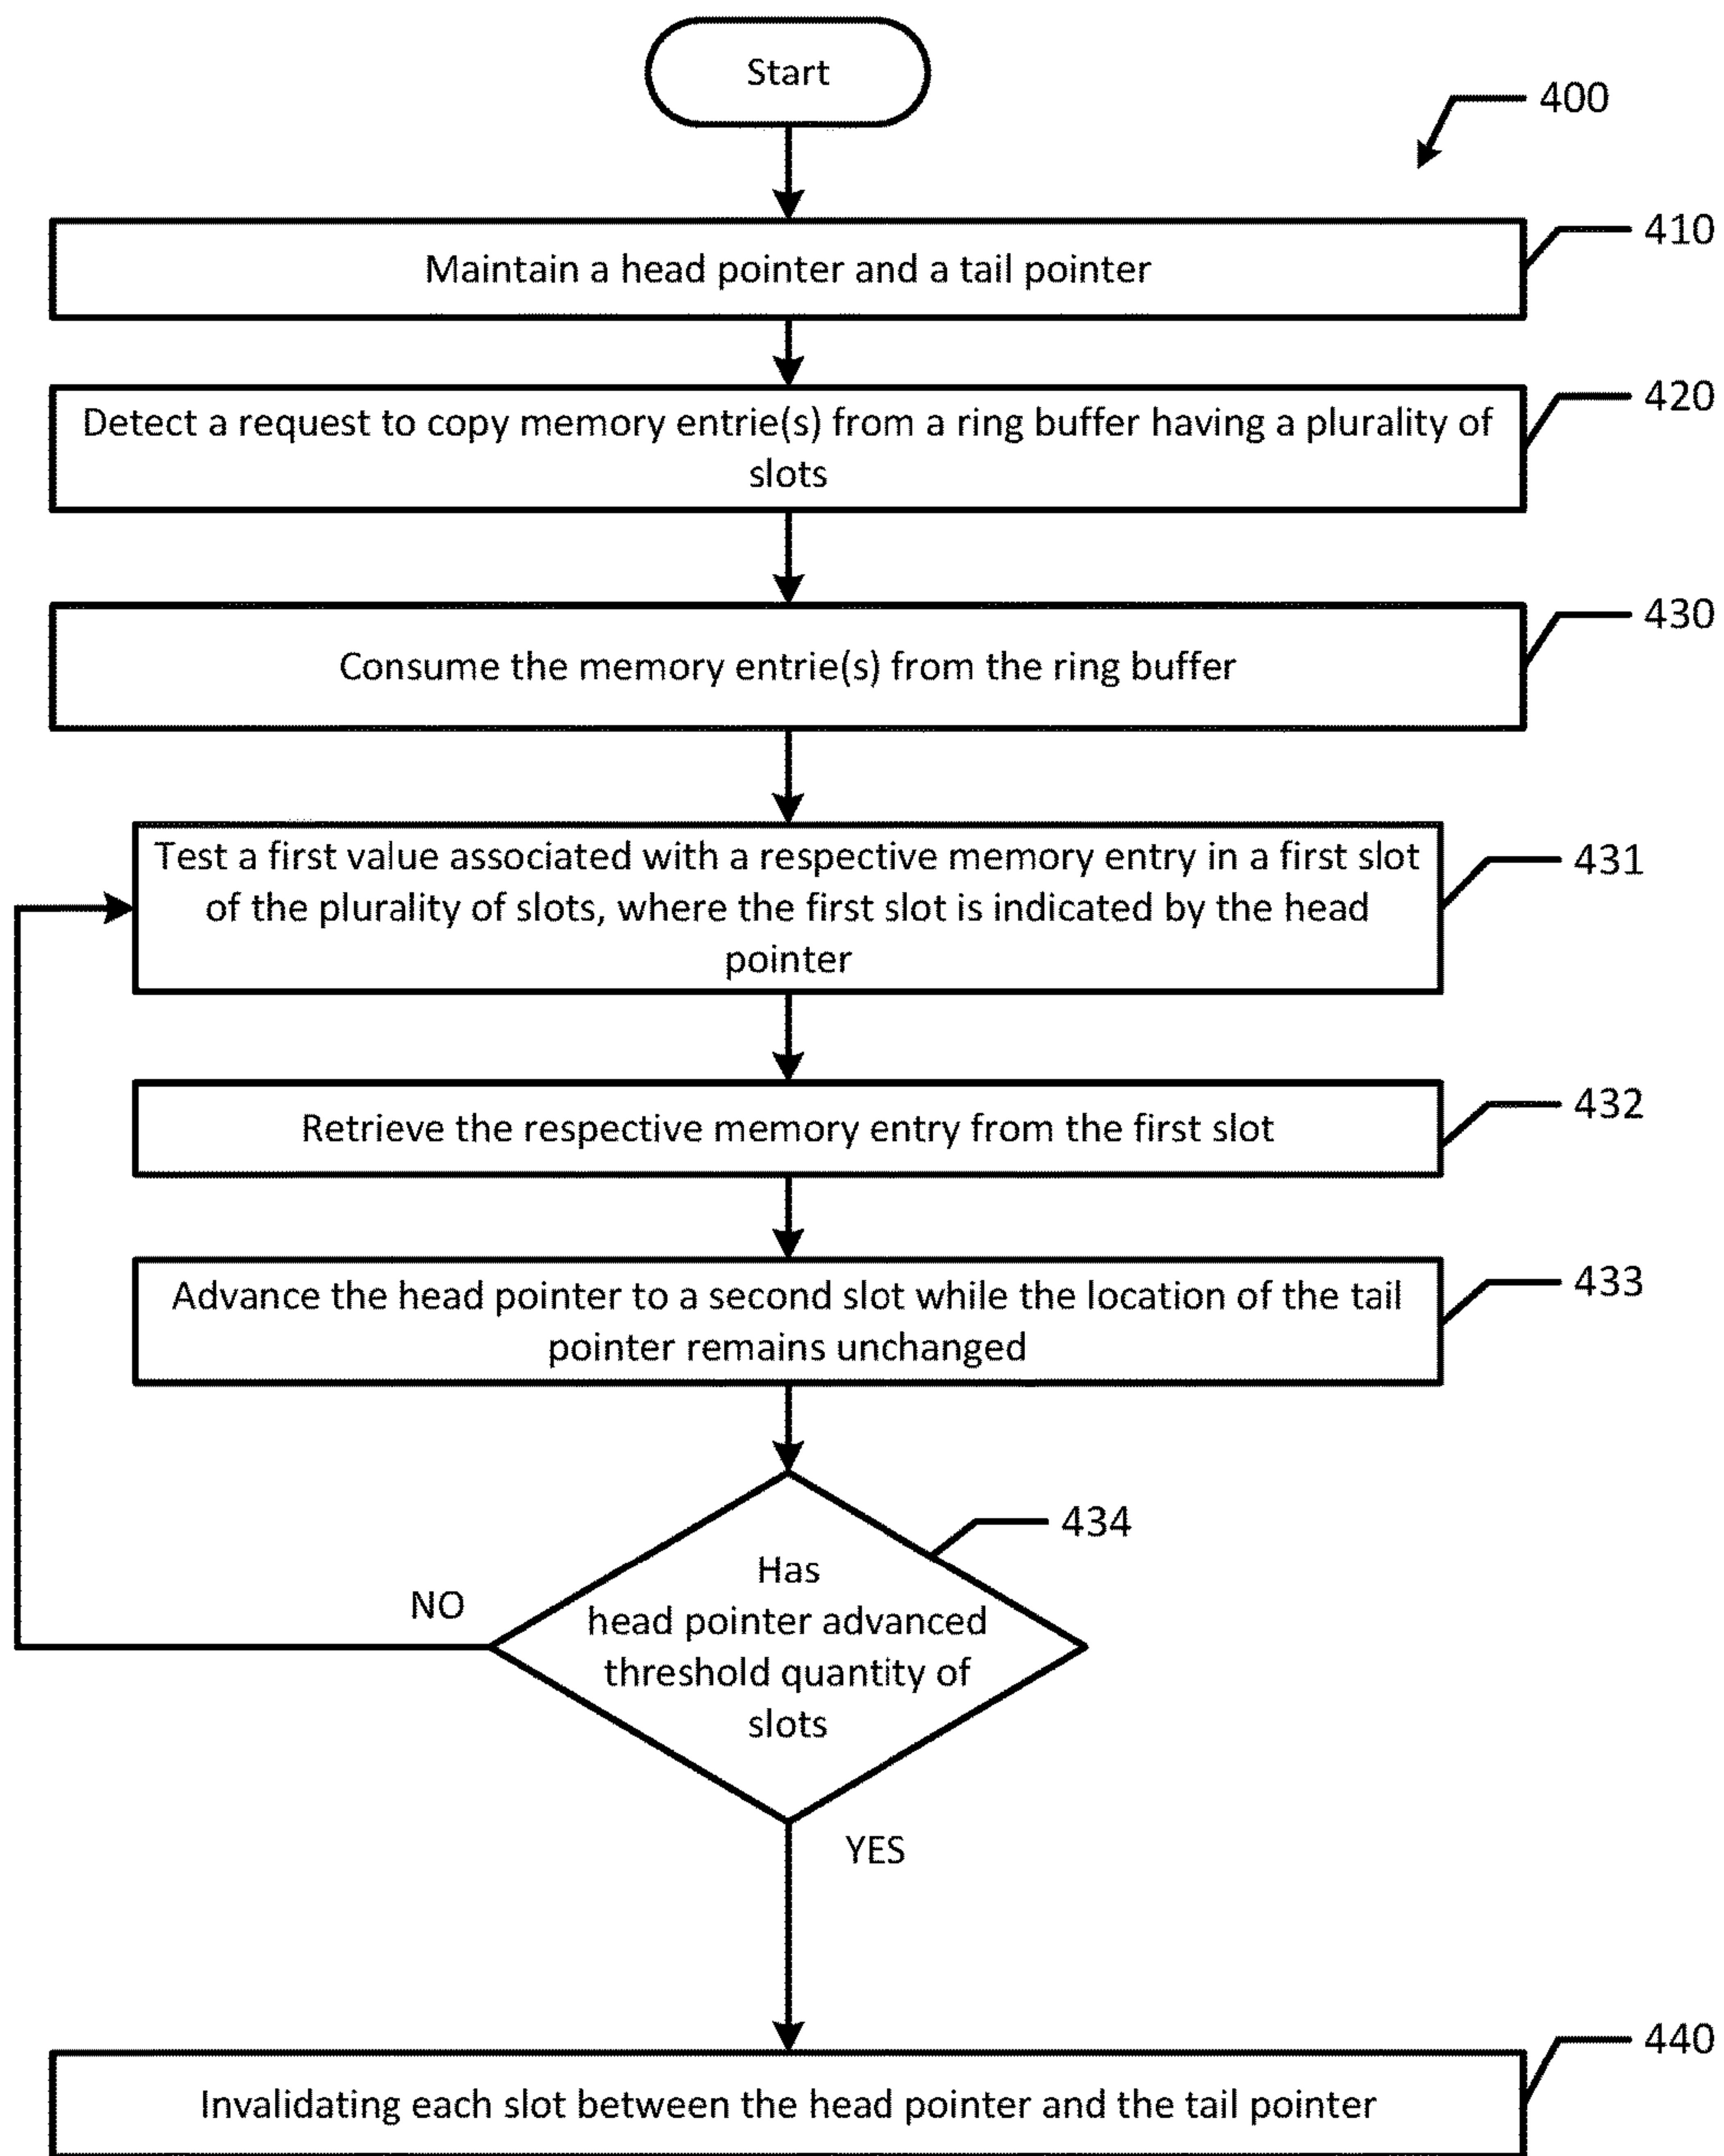 Start
400
Maintain a head pointer and a tail pointer
410
Detect a request to copy memory entrie(s) from a ring buffer having a plurality of
slots
420
Consume the memory entrie(s) from the ring buffer
430
Test a first value associated with a respective memory entry in a first slot
of the plurality of slots, where the first slot is indicated by the head
pointer
431
Retrieve the respective memory entry from the first slot
432
Advance the head pointer to a second slot while the location of the tail
pointer remains unchanged
433
Has
head pointer advanced
threshold quantity of
slots
434
NO
YES
Invalidating each slot between the head pointer and the tail pointer
440